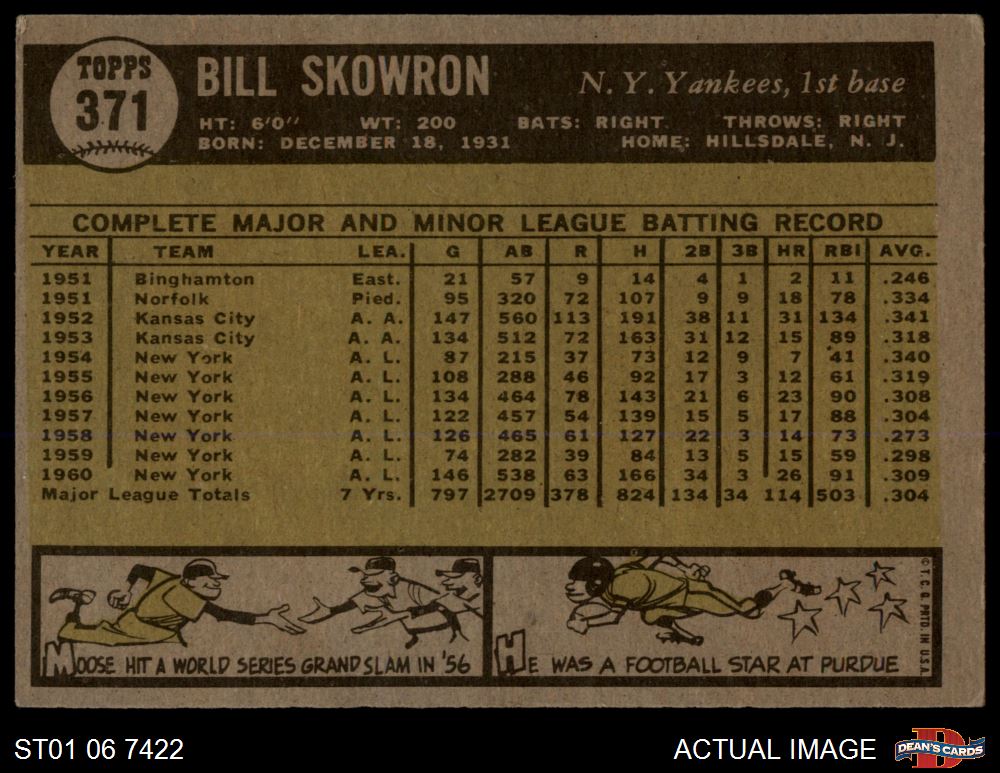 TOPPS
371
BILL SKOWRON
N. Y. Yankees, 1st base
HT: 6'0" WT: 200 BATS: RIGHT THROWS: RIGHT
BORN: DECEMBER 18, 1931 HOME: HILLSDALE, N. J.
COMPLETE MAJOR AND MINOR LEAGUE BATTING RECORD
YEAR TEAM LEA. G AB R H 2B 3B HR RBI AVG.
1951 Binghamton East. 21 57 9 14 4 1 2 11 .246
1951 Norfolk Pied. 95 320 72 107 9 9 18 78 .334
1952 Kansas City A. A. 147 560 113 191 38 11 31 134 .341
1953 Kansas City A. A. 134 512 72 163 31 12 15 89 .318
1954 New York A. L. 87 215 37 73 12 9 7 41 .340
1955 New York A. L. 108 288 46 92 17 3 12 61 .319
1956 New York A. L. 134 464 78 143 21 6 23 90 .308
1957 New York A. L. 122 457 54 139 15 5 17 88 .304
1958 New York A. L. 126 465 61 127 22 3 14 73 .273
1959 New York A. L. 74 282 39 84 13 5 15 59 .298
1960 New York A. L. 146 538 63 166 34 3 26 91 .309
Major League Totals 7 Yrs. 797 2709 378 824 134 34 114 503 .304
MOOSE HIT A WORLD SERIES GRAND SLAM IN '56
HE WAS A FOOTBALL STAR AT PURDUE
© T. C. G. PRTD. IN U.S.A.
ST01 06 7422
ACTUAL IMAGE
D
DEAN'S CARDS